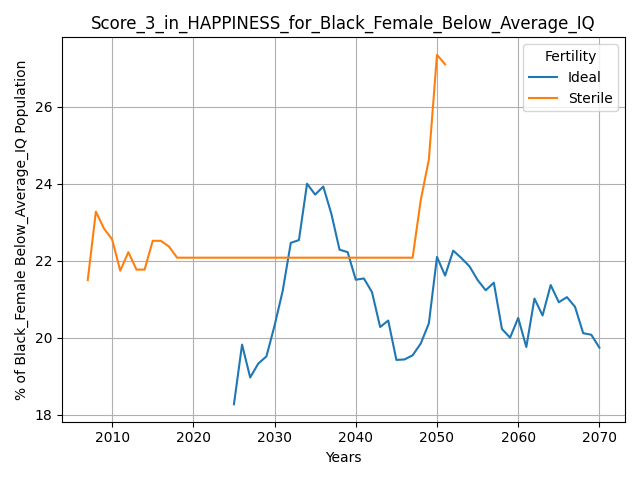 Score_3_in_HAPPINESS_for_Black_Female_Below_Average_IQ
% of Black_Female Below_Average_IQ Population
26
24
22
20
18
Fertility
Ideal
Sterile
2010 2020 2030 2040 2050 2060 2070
Years